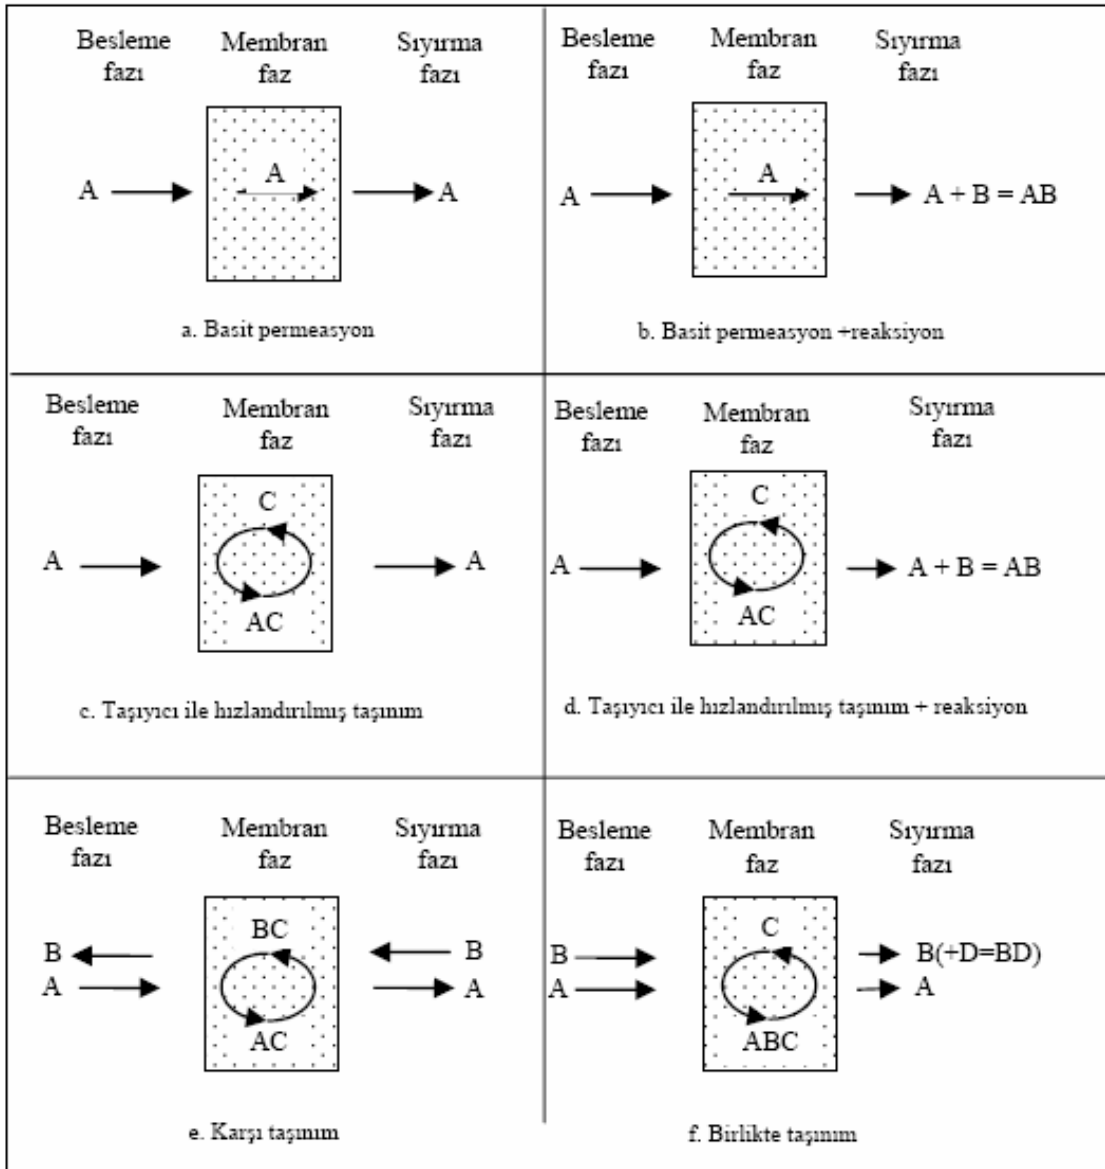 Besleme
fazı
Membran
faz
Sıyırma
fazı
A
A
A
a. Basit permeasyon
Besleme
fazı
Membran
faz
Sıyırma
fazı
A
A
A + B = AB
b. Basit permeasyon +reaksiyon
Besleme
fazı
Membran
faz
Sıyırma
fazı
A
C
AC
A
c. Taşıyıcı ile hızlandırılmış taşınım
Besleme
fazı
Membran
faz
Sıyırma
fazı
A
C
AC
A + B = AB
d. Taşıyıcı ile hızlandırılmış taşınım + reaksiyon
Besleme
fazı
Membran
faz
Sıyırma
fazı
B
A
BC
AC
B
A
e. Karşı taşınım
Besleme
fazı
Membran
faz
Sıyırma
fazı
B
A
C
ABC
B(+D=BD)
A
f. Birlikte taşınım